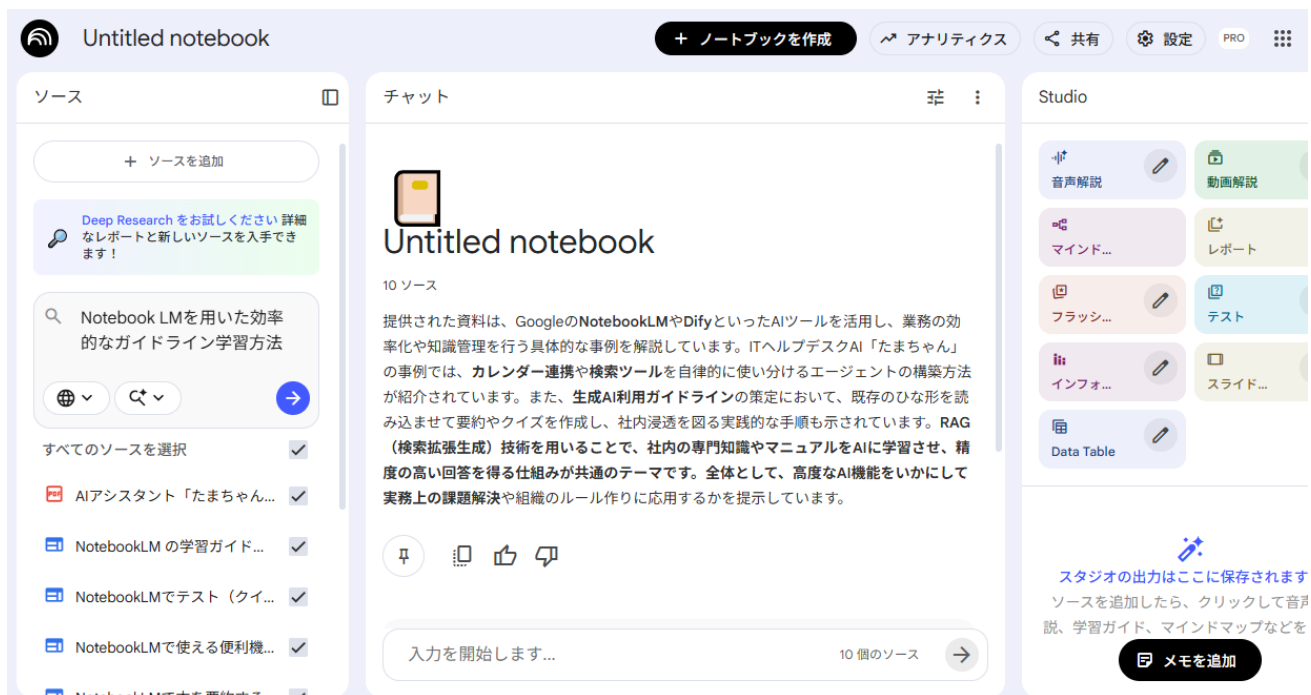 Untitled notebook
+ ノートブックを作成
アナリティクス
共有
設定
PRO
ソース
+ ソースを追加
Deep Research をお試しください 詳細
なレポートと新しいソースを入手でき
ます！
Notebook LMを用いた効率
的なガイドライン学習方法
すべてのソースを選択
PDF
AIアシスタント「たまちゃん...
NotebookLM の学習ガイド...
NotebookLMでテスト（クイ...
NotebookLMで使える便利機...
チャット
Untitled notebook
10 ソース
提供された資料は、GoogleのNotebookLMやDifyといったAIツールを活用し、業務の効
率化や知識管理を行う具体的な事例を解説しています。ITヘルプデスクAI「たまちゃん」
の事例では、カレンダー連携や検索ツールを自律的に使い分けるエージェントの構築方法
が紹介されています。また、生成AI利用ガイドラインの策定において、既存のひな形を読
み込ませて要約やクイズを作成し、社内浸透を図る実践的な手順も示されています。RAG
（検索拡張生成）技術を用いることで、社内の専門知識やマニュアルをAIに学習させ、精
度の高い回答を得る仕組みが共通のテーマです。全体として、高度なAI機能をいかにして
実務上の課題解決や組織のルール作りに応用するかを提示しています。
入力を開始します...
10 個のソース
Studio
音声解説
動画解説
マインド...
レポート
フラッシ...
テスト
インフォ...
スライド...
Data Table
スタジオの出力はここに保存されます
ソースを追加したら、クリックして音声
説、学習ガイド、マインドマップなどを
メモを追加